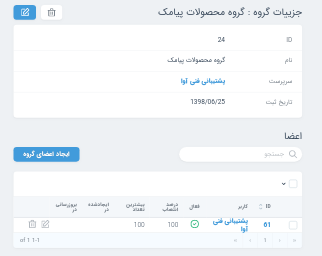 جزییات گروه : گروه محصولات پیامک
ID 24
نام گروه محصولات پیامک
سرپرست پشتیبانی فنی آوا
تاریخ ثبت 1398/06/25
اعضا
جستجو
ایجاد اعضای گروه
ID کاربر فعال درصد انتصاب بیشترین تعداد ایجادشده در بروزرسانی در
61 پشتیبانی فنی آوا 100 100
1
1-1 of 1